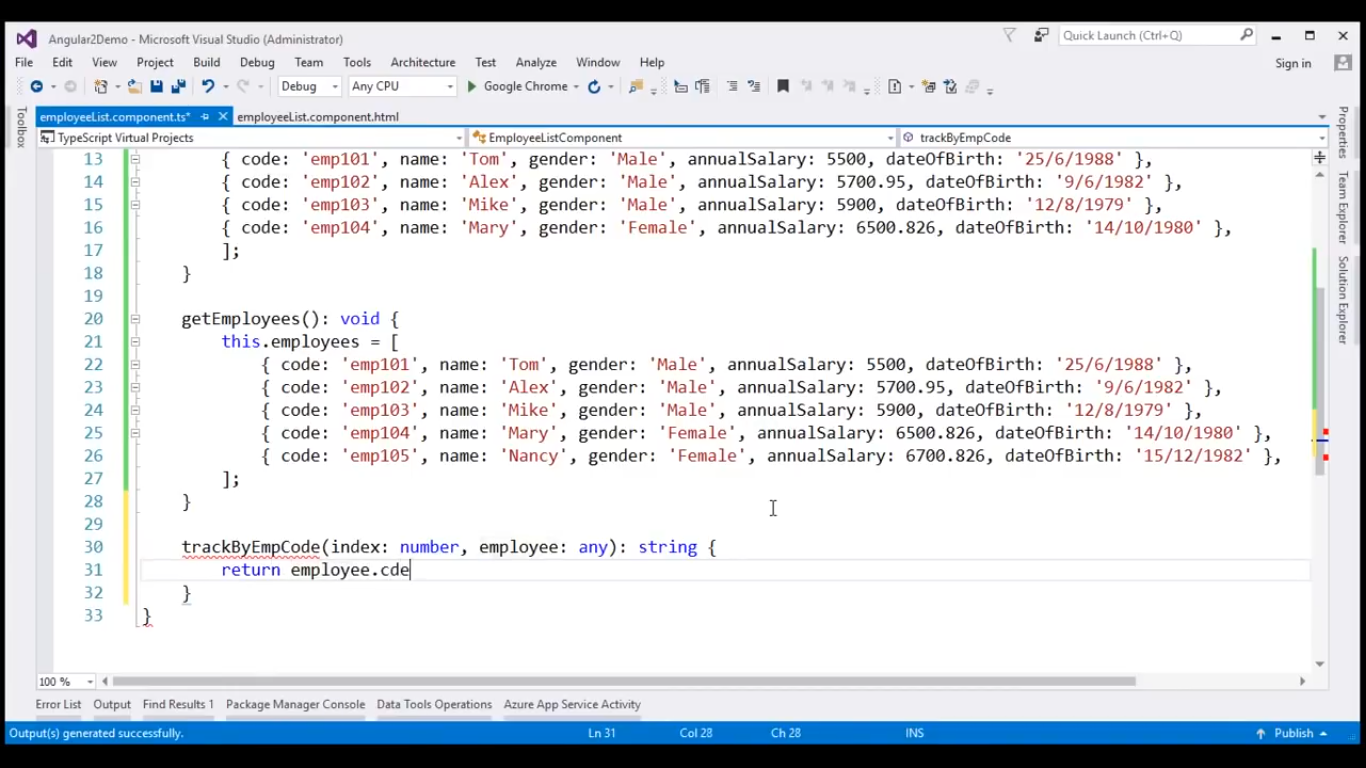 Angular2Demo - Microsoft Visual Studio (Administrator)
Quick Launch (Ctrl+Q)
File Edit View Project Build Debug Team Tools Architecture Test Analyze Window Help
Sign in
Debug Any CPU Google Chrome
employeeList.component.ts* employeeList.component.html
TypeScript Virtual Projects EmployeeListComponent trackByEmpCode
Toolbox
Properties
Team Explorer
Solution Explorer
13 { code: 'emp101', name: 'Tom', gender: 'Male', annualSalary: 5500, dateOfBirth: '25/6/1988' },
14 { code: 'emp102', name: 'Alex', gender: 'Male', annualSalary: 5700.95, dateOfBirth: '9/6/1982' },
15 { code: 'emp103', name: 'Mike', gender: 'Male', annualSalary: 5900, dateOfBirth: '12/8/1979' },
16 { code: 'emp104', name: 'Mary', gender: 'Female', annualSalary: 6500.826, dateOfBirth: '14/10/1980' },
17 ];
18 }
19
20 getEmployees(): void {
21 this.employees = [
22 { code: 'emp101', name: 'Tom', gender: 'Male', annualSalary: 5500, dateOfBirth: '25/6/1988' },
23 { code: 'emp102', name: 'Alex', gender: 'Male', annualSalary: 5700.95, dateOfBirth: '9/6/1982' },
24 { code: 'emp103', name: 'Mike', gender: 'Male', annualSalary: 5900, dateOfBirth: '12/8/1979' },
25 { code: 'emp104', name: 'Mary', gender: 'Female', annualSalary: 6500.826, dateOfBirth: '14/10/1980' },
26 { code: 'emp105', name: 'Nancy', gender: 'Female', annualSalary: 6700.826, dateOfBirth: '15/12/1982' },
27 ];
28 }
29
30 trackByEmpCode(index: number, employee: any): string {
31 return employee.cde
32 }
33 }
100 %
Error List Output Find Results 1 Package Manager Console Data Tools Operations Azure App Service Activity
Output(s) generated successfully. Ln 31 Col 28 Ch 28 INS Publish